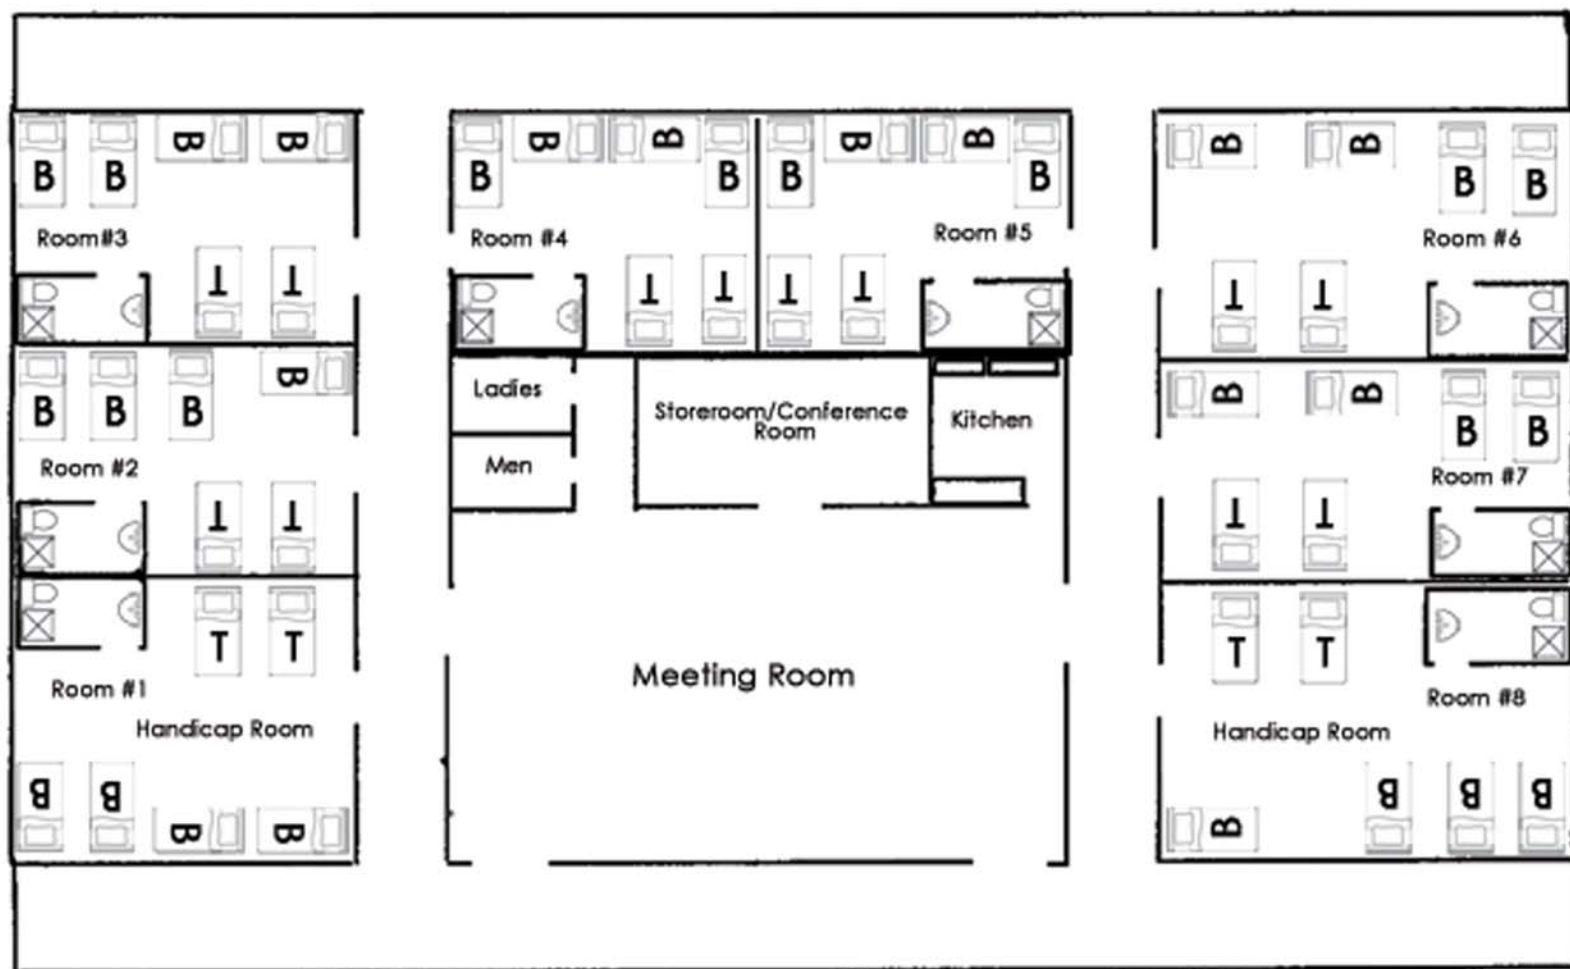 B B B B
B B B B
B B B B
B B B B
Room#3
Room #4
Room #5
Room #6
T T
T T
T T
T T
B B B B
B B B B
Ladies
Storeroom/Conference
Room
Kitchen
Men
Room #2
Room #7
T T
T T
T T
T T
Room #1
Room #8
Handicap Room
Meeting Room
Handicap Room
B B B B
B B B B